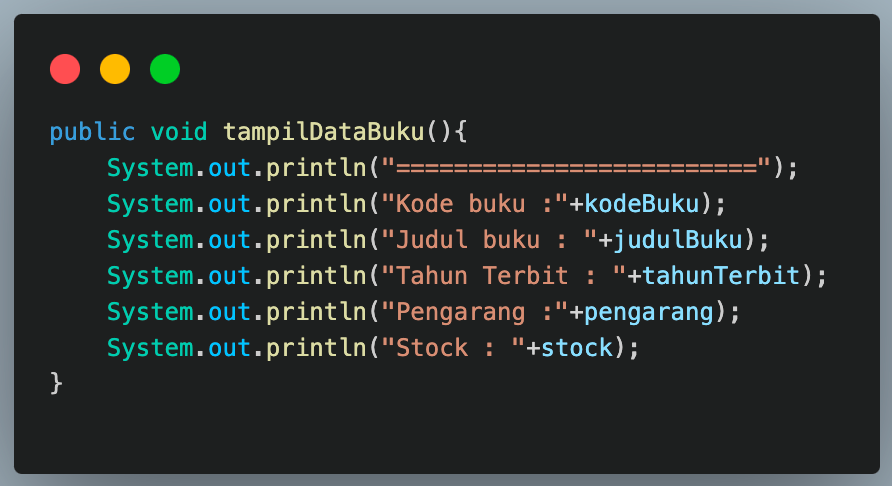 public void tampilDataBuku(){
    System.out.println("=========================");
    System.out.println("Kode buku :"+kodeBuku);
    System.out.println("Judul buku : "+judulBuku);
    System.out.println("Tahun Terbit : "+tahunTerbit);
    System.out.println("Pengarang :"+pengarang);
    System.out.println("Stock : "+stock);
}